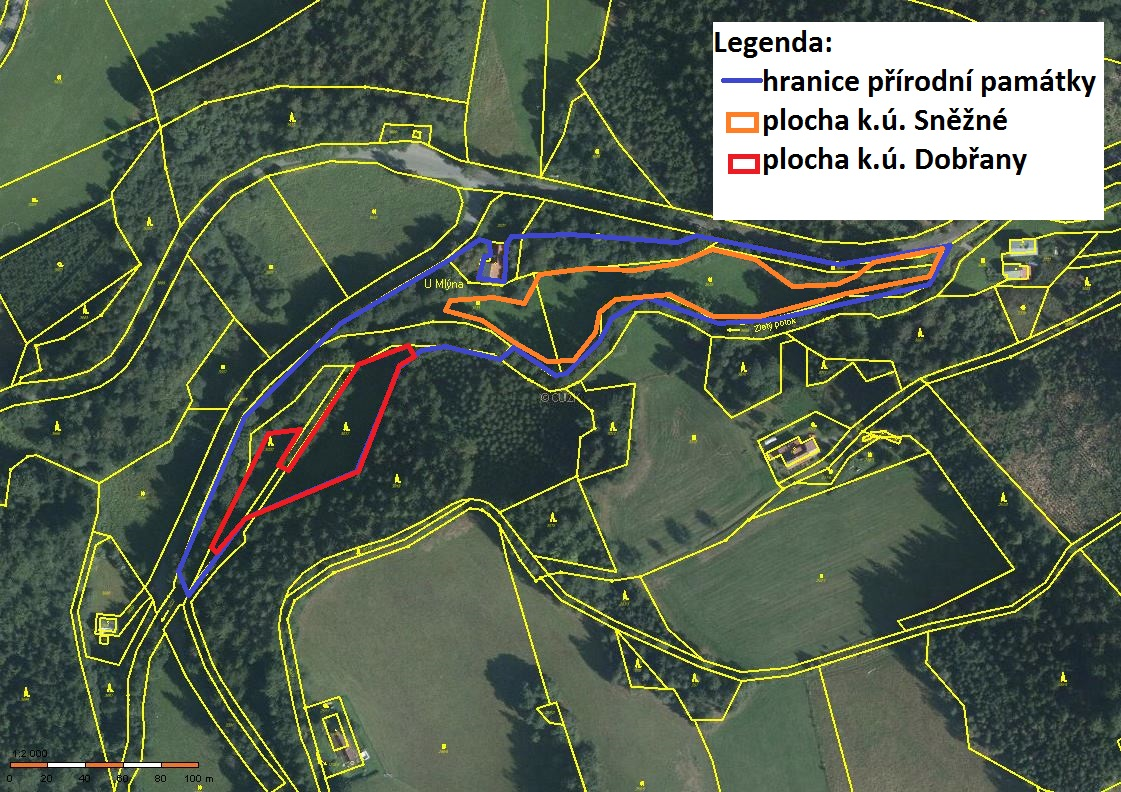 Legenda:
hranice přírodní památky
plocha k.ú. Sněžné
plocha k.ú. Dobřany
U Mlýna
Zlatý potok
1:2 000
0 20 40 60 80 100 m